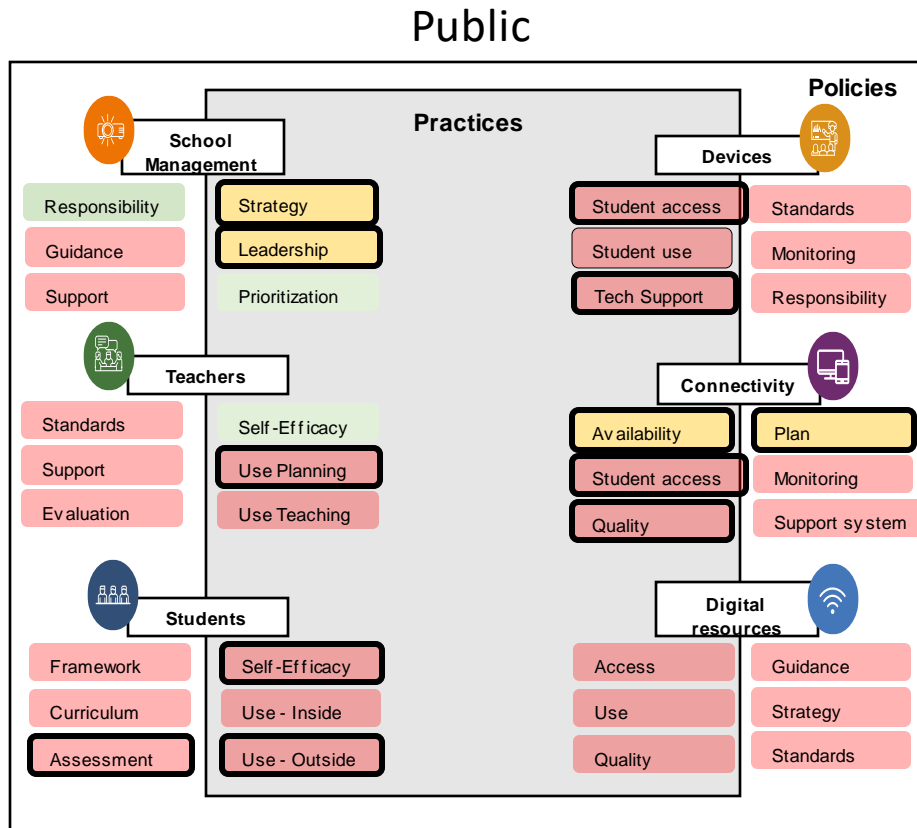 Public
Policies
Practices
School
Management
Responsibility
Guidance
Support
Strategy
Leadership
Prioritization
Devices
Student access
Student use
Tech Support
Standards
Monitoring
Responsibility
Teachers
Standards
Support
Evaluation
Self-Efficacy
Use Planning
Use Teaching
Connectivity
Availability
Student access
Quality
Plan
Monitoring
Support system
Students
Framework
Curriculum
Assessment
Self-Efficacy
Use - Inside
Use - Outside
Digital
resources
Access
Use
Quality
Guidance
Strategy
Standards